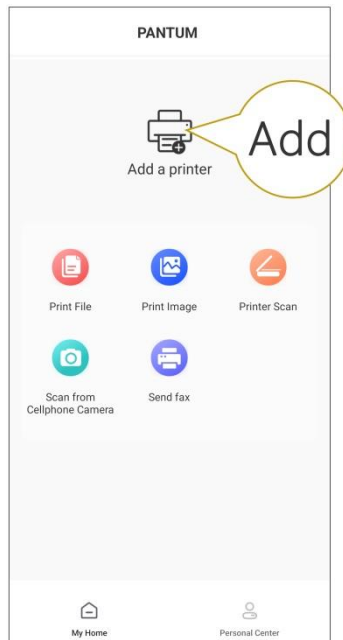 PANTUM
Add
Add a printer
Print File
Print Image
Printer Scan
Scan from
Cellphone Camera
Send fax
My Home
Personal Center